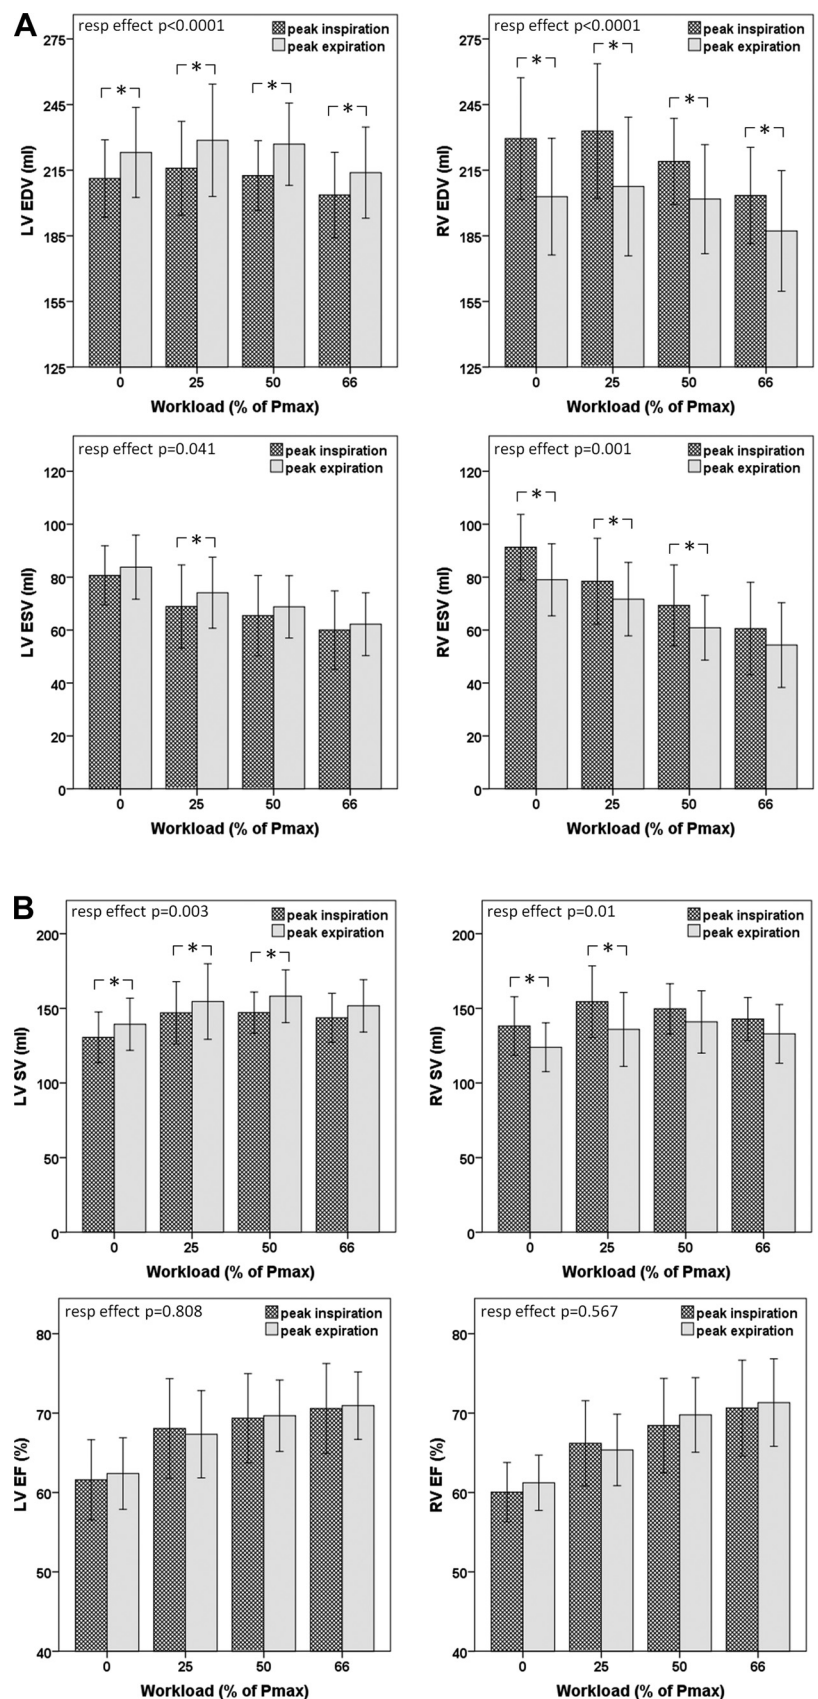 A
resp effect p<0.0001
peak inspiration
peak expiration
LV EDV (ml)
275
245
215
185
155
125
* * * *
0 25 50 66
Workload (% of Pmax)
resp effect p<0.0001
peak inspiration
peak expiration
RV EDV (ml)
275
245
215
185
155
125
* * * *
0 25 50 66
Workload (% of Pmax)
resp effect p=0.041
peak inspiration
peak expiration
LV ESV (ml)
120
100
80
60
40
20
0
*
0 25 50 66
Workload (% of Pmax)
resp effect p=0.001
peak inspiration
peak expiration
RV ESV (ml)
120
100
80
60
40
20
0
* * *
0 25 50 66
Workload (% of Pmax)
B
resp effect p=0.003
peak inspiration
peak expiration
LV SV (ml)
200
150
100
50
0
* * *
0 25 50 66
Workload (% of Pmax)
resp effect p=0.01
peak inspiration
peak expiration
RV SV (ml)
200
150
100
50
0
* *
0 25 50 66
Workload (% of Pmax)
resp effect p=0.808
peak inspiration
peak expiration
LV EF (%)
80
70
60
50
40
0 25 50 66
Workload (% of Pmax)
resp effect p=0.567
peak inspiration
peak expiration
RV EF (%)
80
70
60
50
40
0 25 50 66
Workload (% of Pmax)